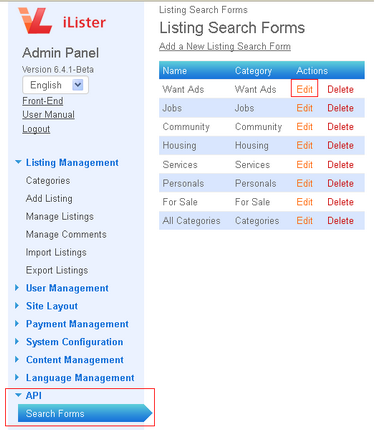 iLister
Admin Panel
Version 6.4.1-Beta
English
Front-End
User Manual
Logout
Listing Management
Categories
Add Listing
Manage Listings
Manage Comments
Import Listings
Export Listings
User Management
Site Layout
Payment Management
System Configuration
Content Management
Language Management
API
Search Forms
Listing Search Forms
Listing Search Forms
Add a New Listing Search Form
Name Category Actions
Want Ads Want Ads Edit Delete
Jobs Jobs Edit Delete
Community Community Edit Delete
Housing Housing Edit Delete
Services Services Edit Delete
Personals Personals Edit Delete
For Sale For Sale Edit Delete
All Categories Categories Edit Delete